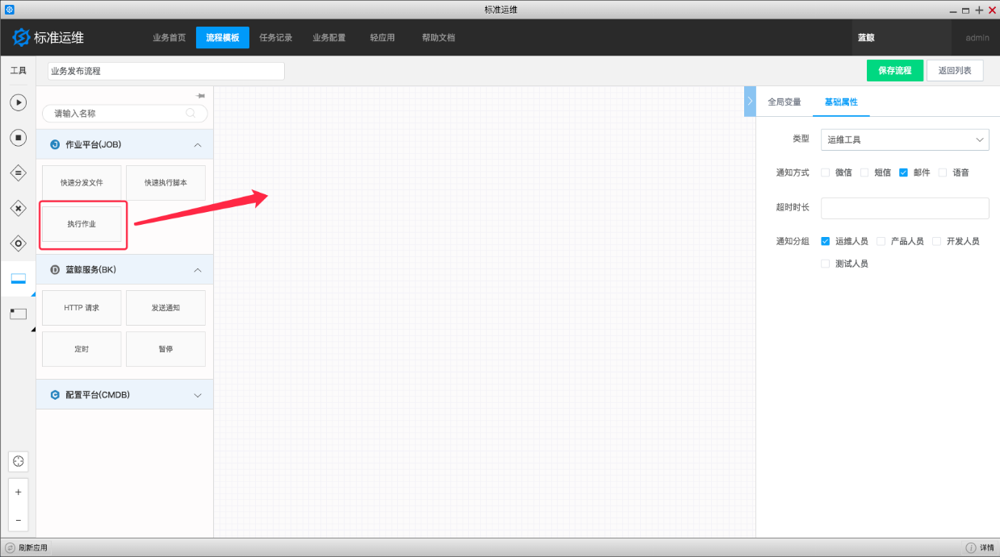 标准运维
标准运维 业务首页 流程模板 任务记录 业务配置 轻应用 帮助文档 蓝鲸 admin
工具 业务发布流程 保存流程 返回列表
请输入名称
全局变量 基础属性
作业平台(JOB)
快速分发文件 快速执行脚本
执行作业
蓝鲸服务(BK)
HTTP 请求 发送通知
定时 暂停
配置平台(CMDB)
类型 运维工具
通知方式 微信 短信 邮件 语音
超时时长
通知分组 运维人员 产品人员 开发人员
测试人员
刷新应用 详情